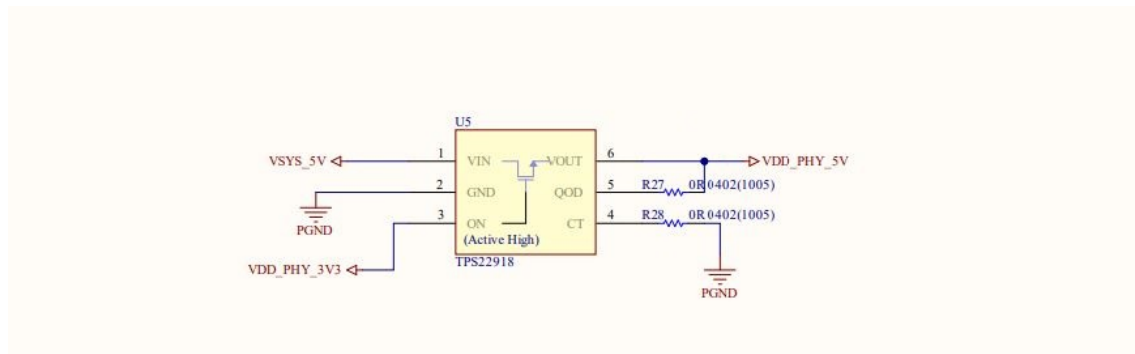 U5
VSYS_5V 1 VIN VOUT 6 VDD_PHY_5V
2 GND QOD 5 R27 0R 0402(1005)
PGND 3 ON CT 4 R28 0R 0402(1005)
(Active High)
VDD_PHY_3V3 TPS22918
PGND